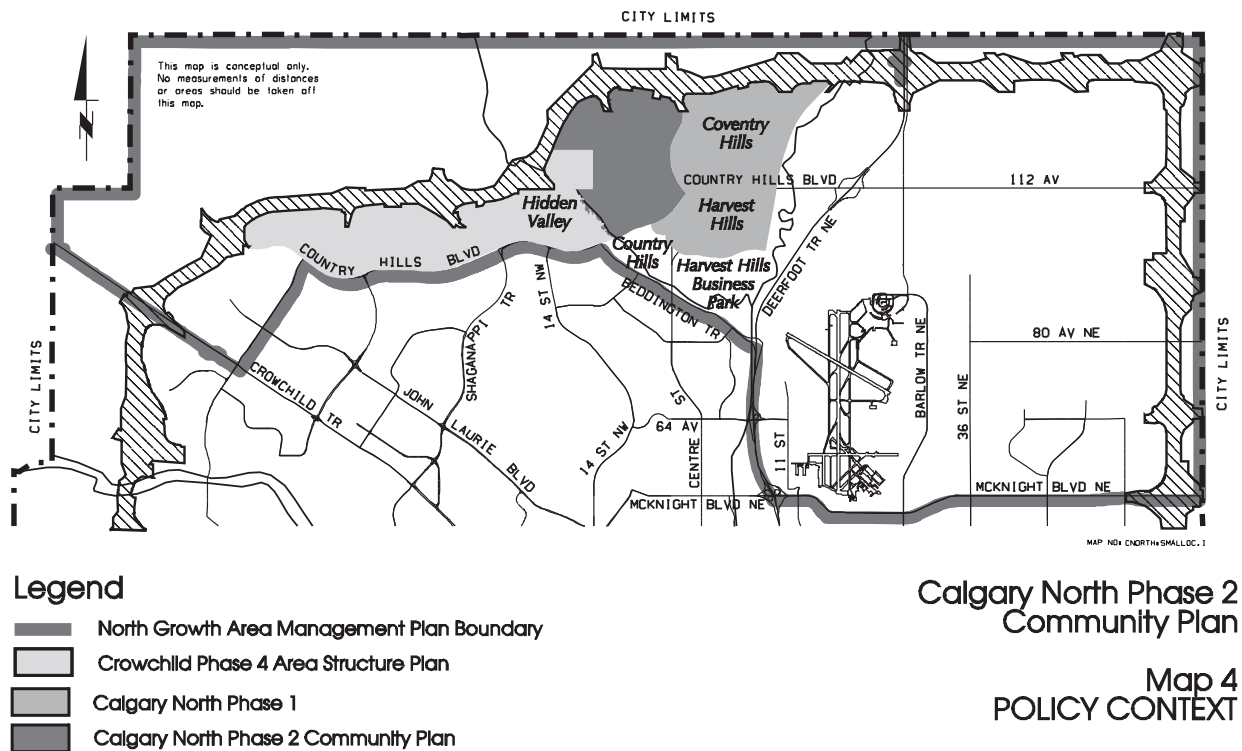 CITY LIMITS
This map is conceptual only.
No measurements of distances
or areas should be taken off
this map.
N
Coventry
Hills
COUNTRY HILLS BLVD
112 AV
Hidden
Valley
Harvest
Hills
COUNTRY HILLS BLVD
Country
Hills
Harvest Hills
Business
Park
DEERFOOT TR NE
BEDDINGTON TR
14 ST NW
SHAGANAPPI TR
CITY LIMITS
CROWCHILD TR
JOHN LAURIE BLVD
BARLOW TR NE
80 AV NE
36 ST NE
CITY LIMITS
ST
64 AV
14 ST NW
CENTRE
11 ST
MCKNIGHT BLVD NE
MCKNIGHT BLVD NE
MAP NO: CNORTH:SMALLOC.1
Legend
North Growth Area Management Plan Boundary
Crowchild Phase 4 Area Structure Plan
Calgary North Phase 1
Calgary North Phase 2 Community Plan
Calgary North Phase 2
Community Plan
Map 4
POLICY CONTEXT